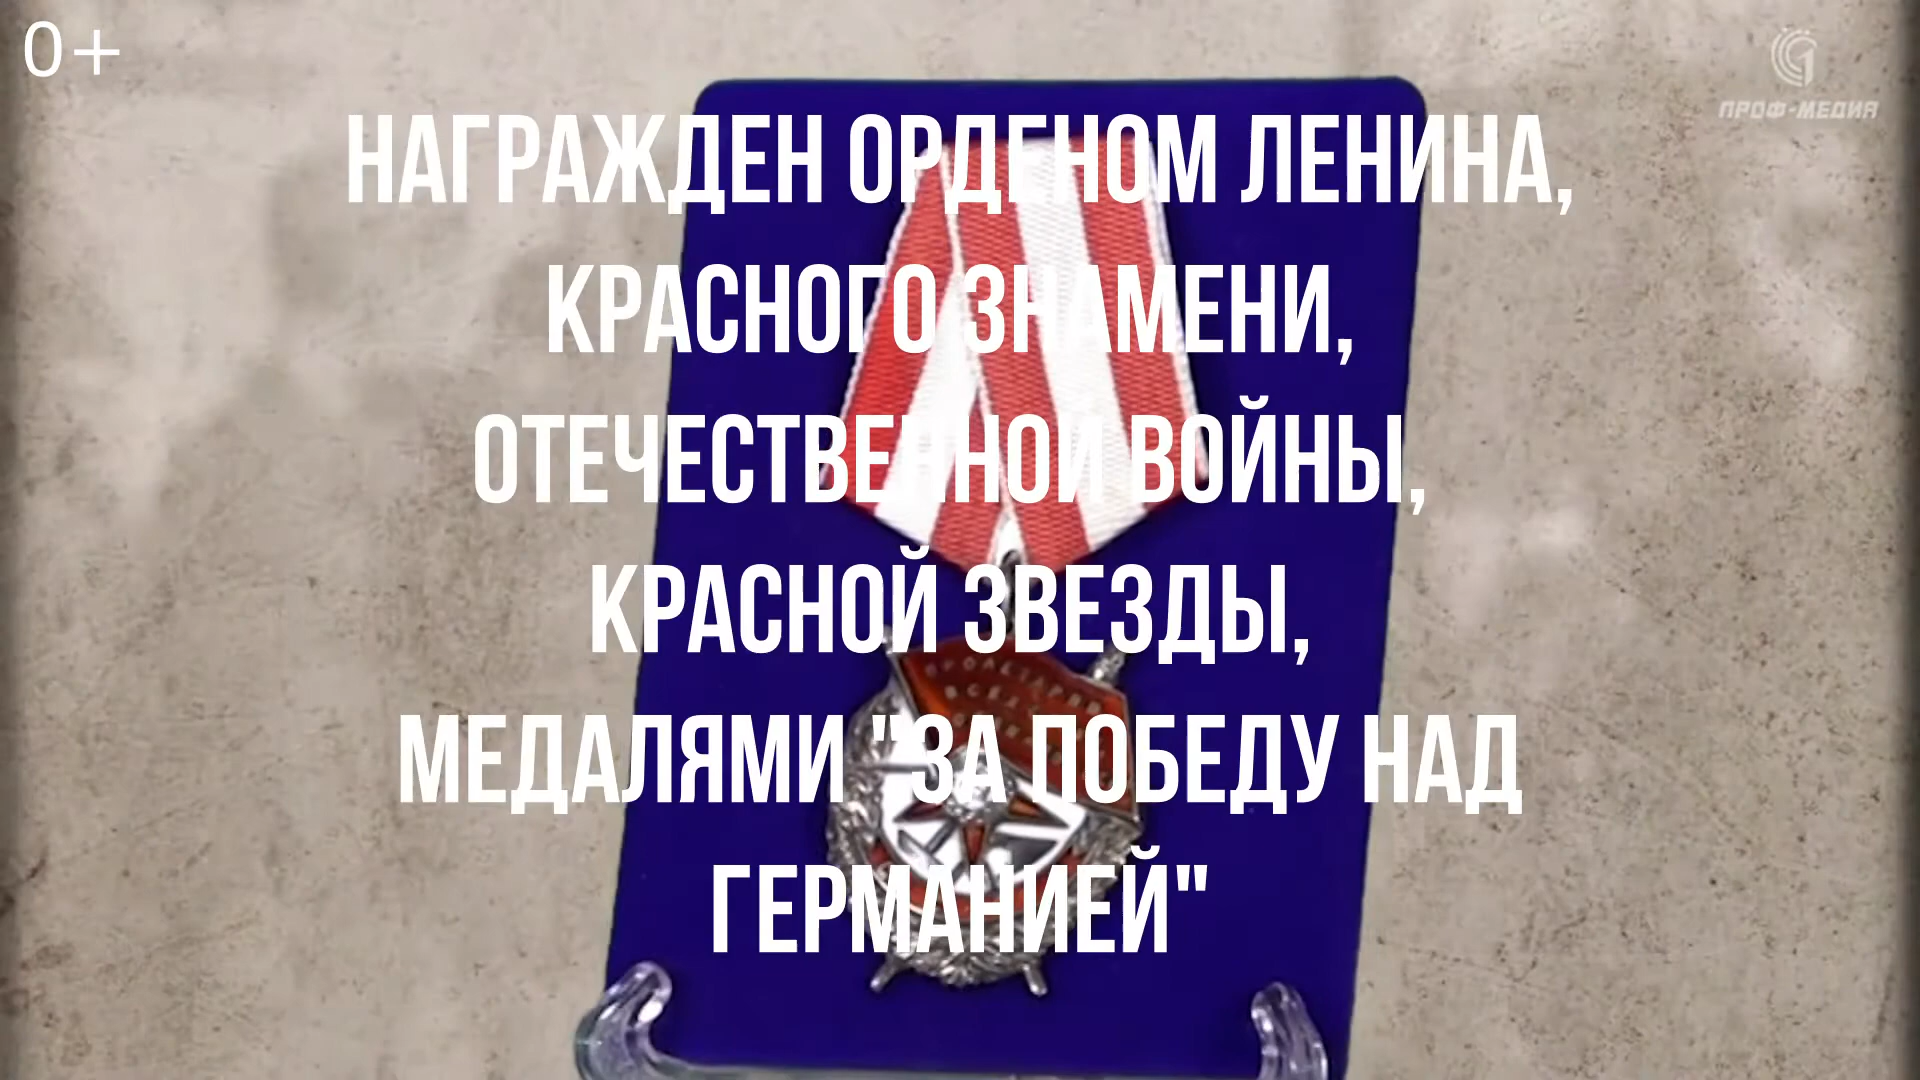 0+
ПРОФ-МЕДИА
НАГРАЖДЕН ОРДЕНОМ ЛЕНИНА,
КРАСНОГО ЗНАМЕНИ,
ОТЕЧЕСТВЕННОЙ ВОЙНЫ,
КРАСНОЙ ЗВЕЗДЫ,
МЕДАЛЯМИ "ЗА ПОБЕДУ НАД
ГЕРМАНИЕЙ"